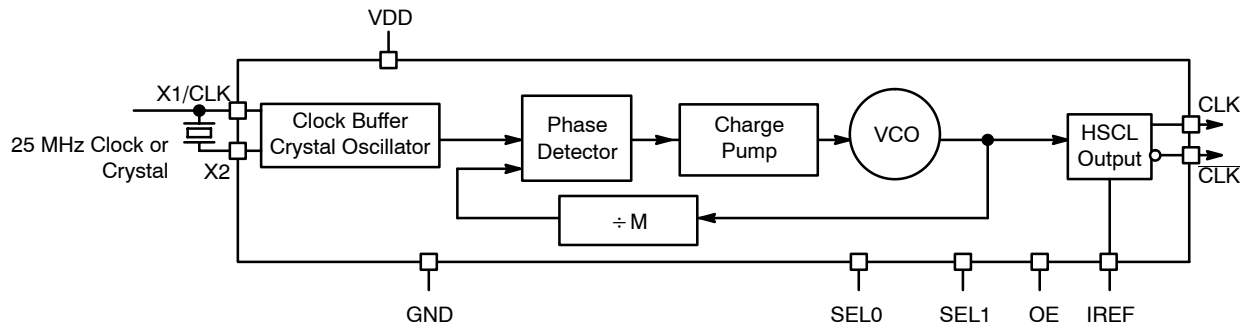 VDD
X1/CLK
25 MHz Clock or
Crystal
X2
Clock Buffer
Crystal Oscillator
Phase
Detector
Charge
Pump
VCO
÷ M
HSCL
Output
CLK
CLK
GND
SEL0
SEL1
OE
IREF